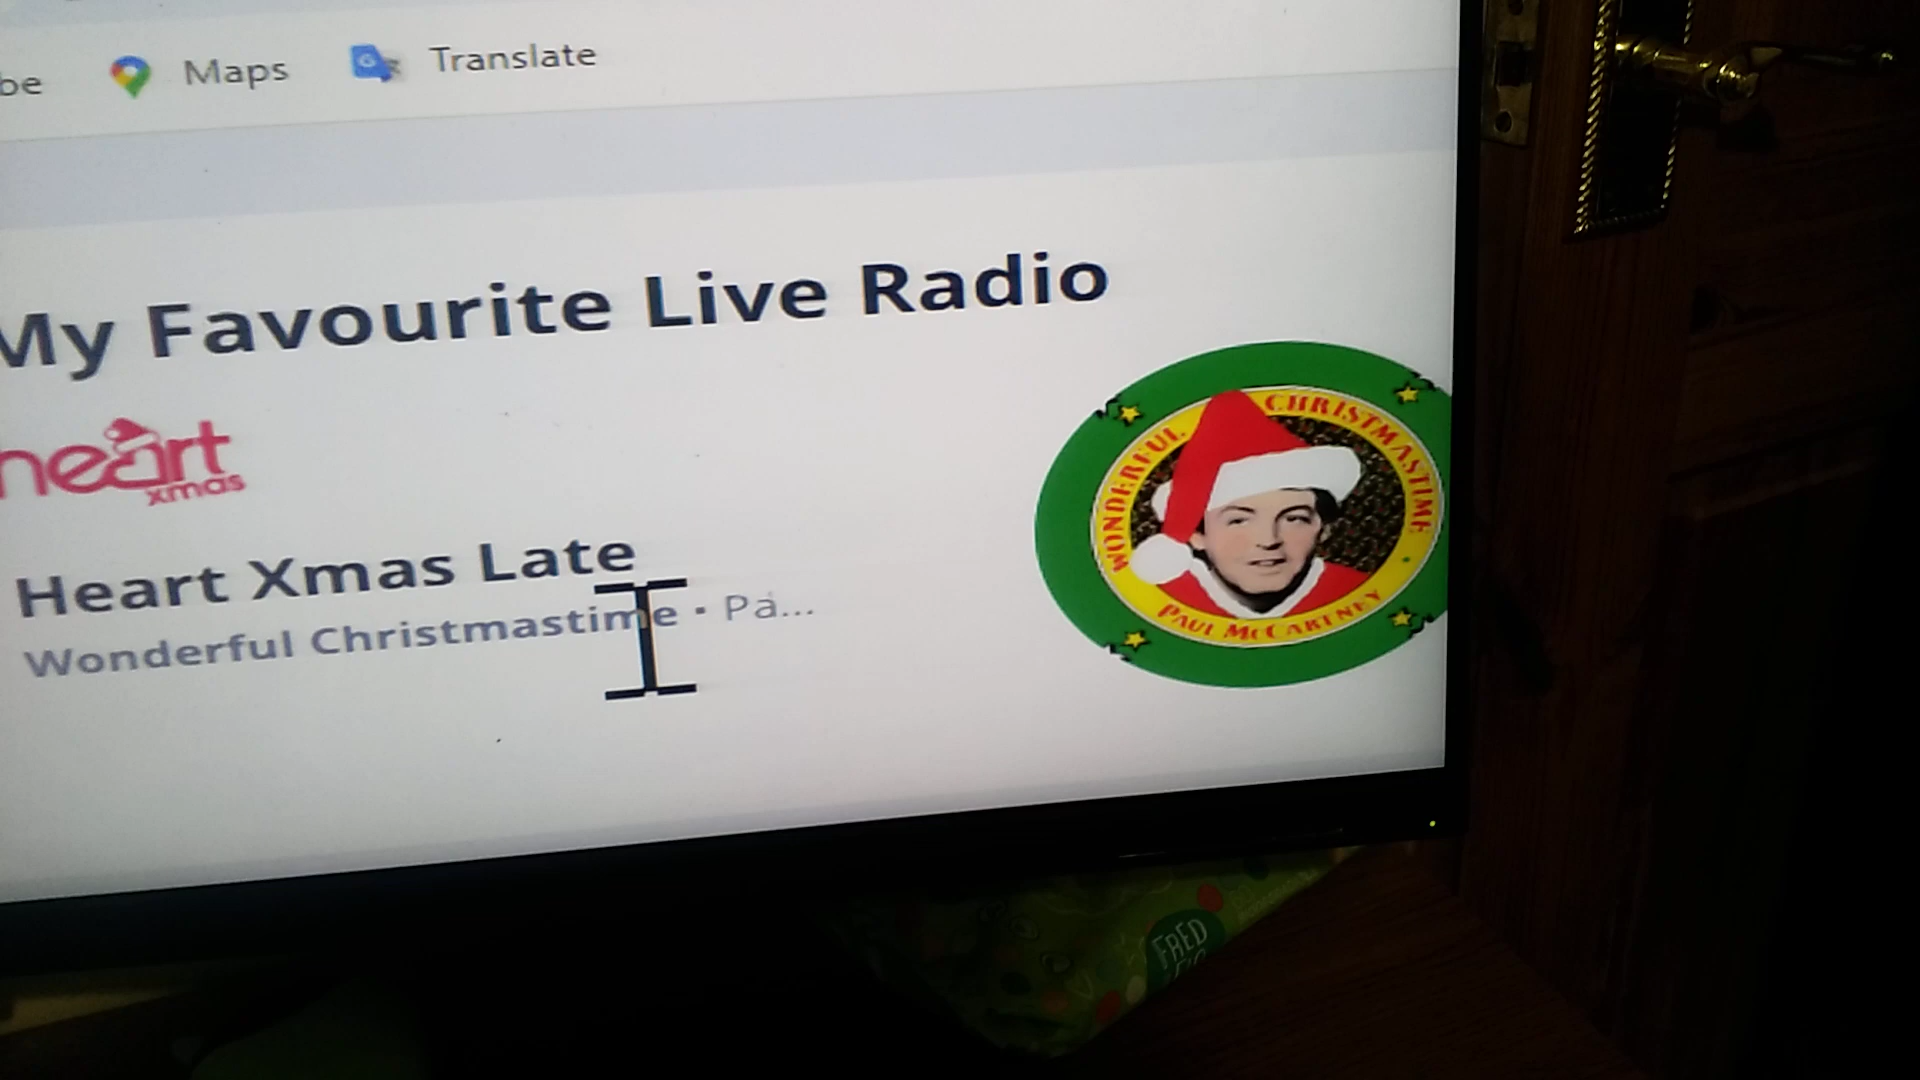 be Maps Translate
My Favourite Live Radio
heart
xmas
Heart Xmas Late
Wonderful Christmastime • Pa...
WONDERFUL CHRISTMASTIME
PAUL McCARTNEY
FRED